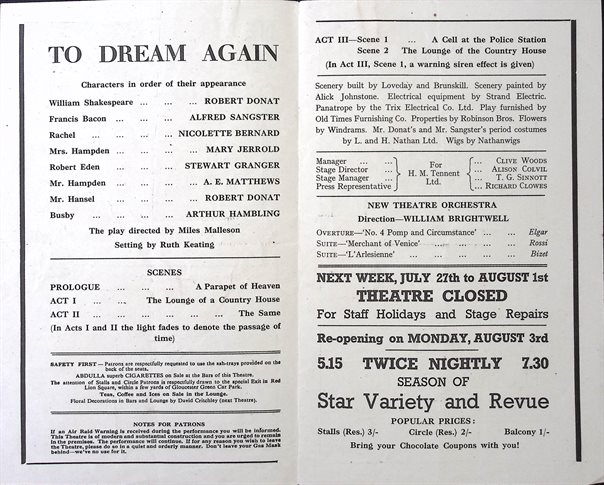 TO DREAM AGAIN
Characters in order of their appearance
William Shakespeare ... ... ROBERT DONAT
Francis Bacon ... ... ALFRED SANGSTER
Rachel ... ... NICOLETTE BERNARD
Mrs. Hampden ... ... MARY JERROLD
Robert Eden ... ... STEWART GRANGER
Mr. Hampden ... ... A. E. MATTHEWS
Mr. Hansel ... ... ROBERT DONAT
Busby ... ... ... ARTHUR HAMBLING
The play directed by Miles Malleson
Setting by Ruth Keating
SCENES
PROLOGUE ... ... ... A Parapet of Heaven
ACT I ... ... The Lounge of a Country House
ACT II ... ... ... ... ... ... The Same
(In Acts I and II the light fades to denote the passage of
time)
SAFETY FIRST—Patrons are respectfully requested to use the ash-trays provided on
the back of the seats.
ABDULLA superb CIGARETTES on Sale at the Bars of this Theatre.
The attention of Stalls and Circle Patrons is respectfully drawn to the special Exit in Red
Lion Square, within a few yards of Gloucester Green Car Park.
Teas, Coffee and Ices on Sale in the Lounge.
Floral Decorations in Bars and Lounge by David Critchley (next Theatre).
NOTES FOR PATRONS
If an Air Raid Warning is received during the performance you will be informed.
This Theatre is of modern and substantial construction and you are urged to remain
in the premises. The performance will continue. If for any reason you wish to leave
the Theatre, please do so in a quiet and orderly manner. Don't leave your Gas Mask
behind—we've no use for it.
ACT III—Scene 1 ... A Cell at the Police Station
Scene 2 The Lounge of the Country House
(In Act III, Scene 1, a warning siren effect is given)
Scenery built by Loveday and Brunskill. Scenery painted by
Alick Johnstone. Electrical equipment by Strand Electric.
Panatrope by the Trix Electrical Co. Ltd. Play furnished by
Old Times Furnishing Co. Properties by Robinson Bros. Flowers
by Windrams. Mr. Donat's and Mr. Sangster's period costumes
by L. and H. Nathan Ltd. Wigs by Nathanwigs
Manager ... ... CLIVE WOODS
Stage Director ... For ... ALISON COLVIL
Stage Manager ... H. M. Tennent ... T. G. SINNOTT
Press Representative Ltd. ... RICHARD CLOWES
NEW THEATRE ORCHESTRA
Direction—WILLIAM BRIGHTWELL
OVERTURE—'No. 4 Pomp and Circumstance' ... ... Elgar
SUITE—'Merchant of Venice' ... ... ... ... Rossi
SUITE—'L'Arlesienne' ... ... ... ... ... Bizet
NEXT WEEK, JULY 27th to AUGUST 1st
THEATRE CLOSED
For Staff Holidays and Stage Repairs
Re-opening on MONDAY, AUGUST 3rd
5.15 TWICE NIGHTLY 7.30
SEASON OF
Star Variety and Revue
POPULAR PRICES:
Stalls (Res.) 3/- Circle (Res.) 2/- Balcony 1/-
Bring your Chocolate Coupons with you!